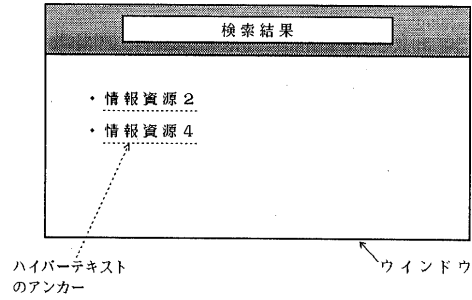 検索結果
・情報資源2
・情報資源4
ハイパーテキスト
のアンカー
ウインドウ